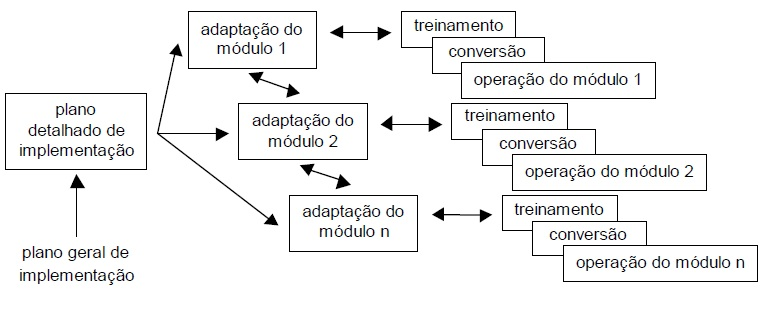 adaptação do
módulo 1
treinamento
conversão
operação do módulo 1
plano
detalhado de
implementação
adaptação do
módulo 2
treinamento
conversão
operação do módulo 2
adaptação do
módulo n
treinamento
conversão
operação do módulo n
plano geral de
implementação